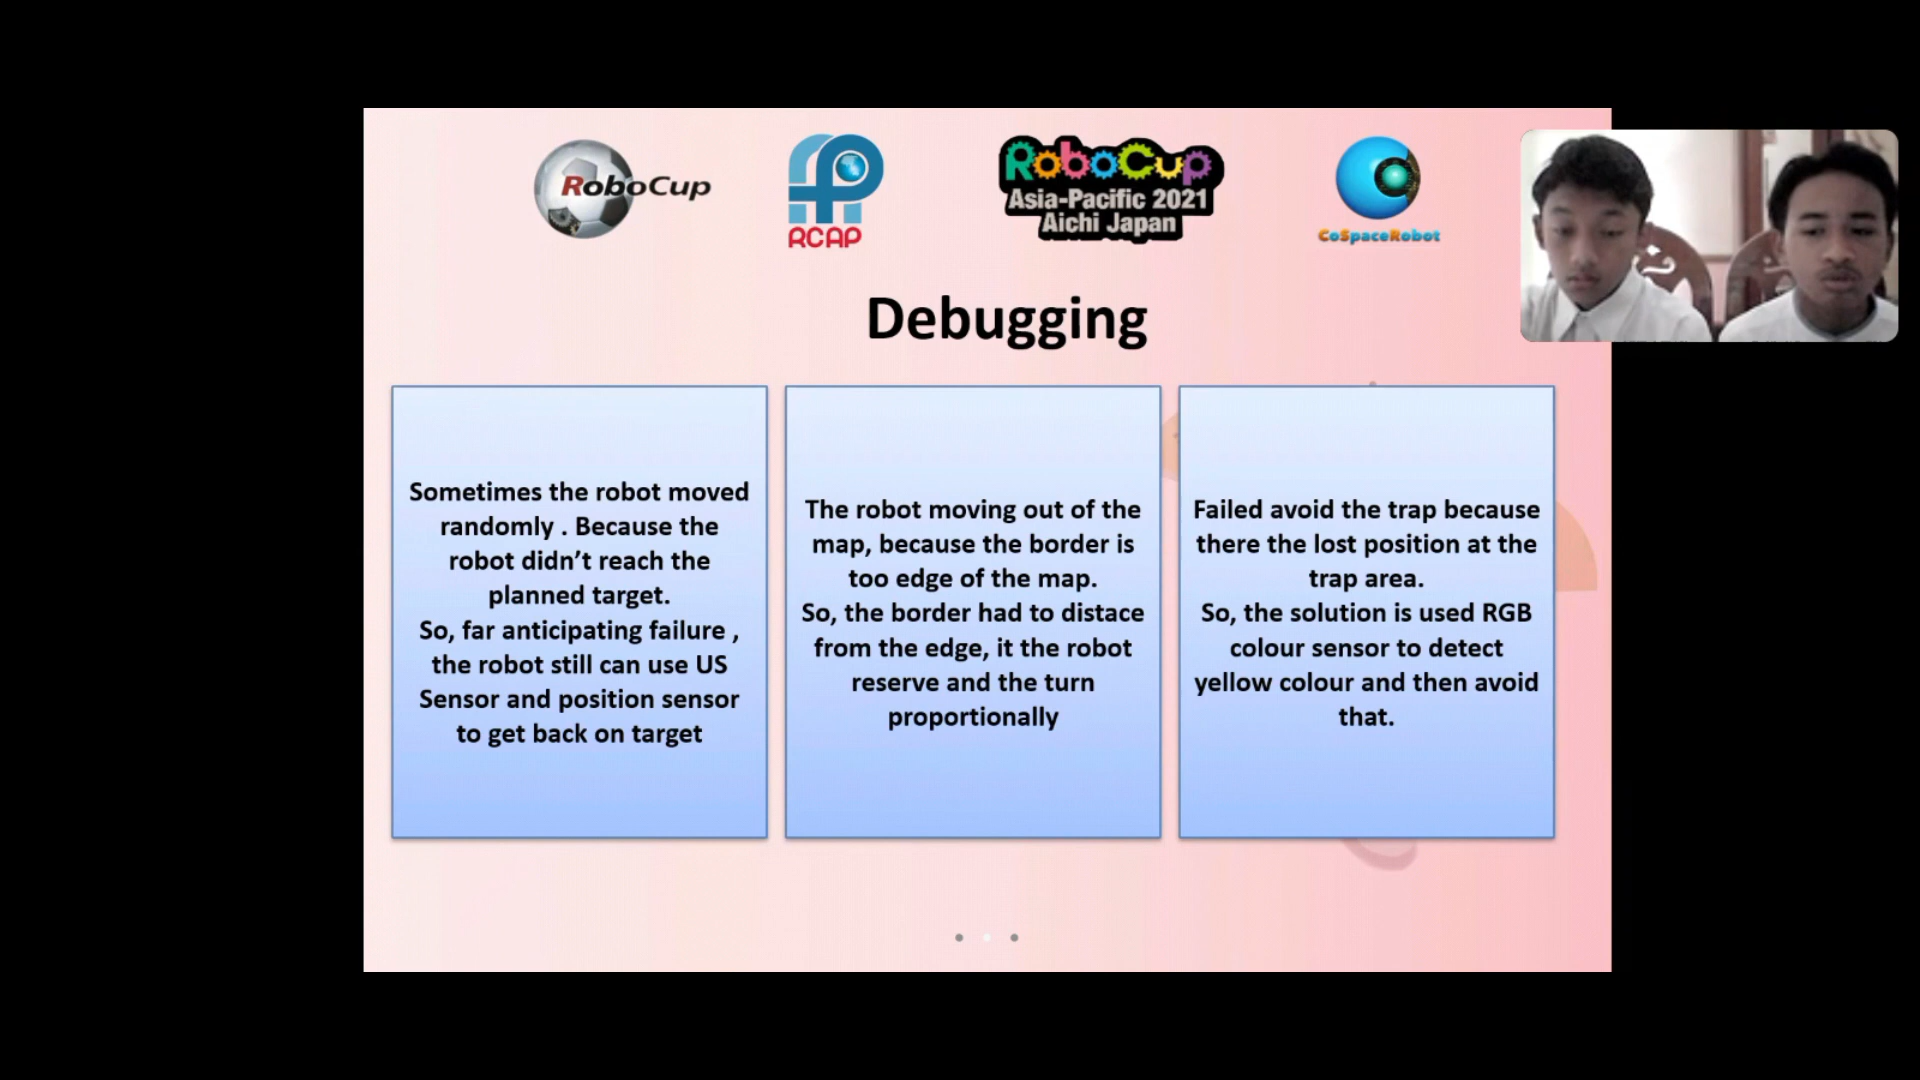 RoboCup
RCAP
RoboCup
Asia-Pacific 2021
Aichi Japan
CoSpaceRobot
Debugging
Sometimes the robot moved
randomly . Because the
robot didn’t reach the
planned target.
So, far anticipating failure ,
the robot still can use US
Sensor and position sensor
to get back on target
The robot moving out of the
map, because the border is
too edge of the map.
So, the border had to distace
from the edge, it the robot
reserve and the turn
proportionally
Failed avoid the trap because
there the lost position at the
trap area.
So, the solution is used RGB
colour sensor to detect
yellow colour and then avoid
that.